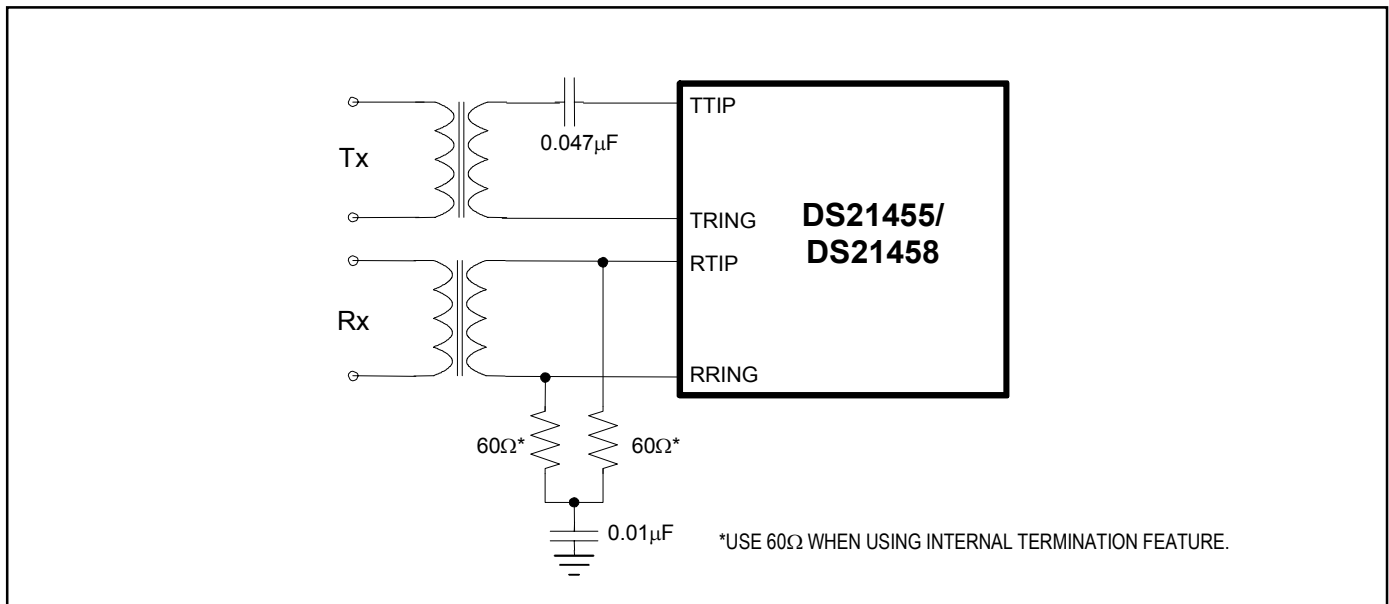 TTIP
0.047μF
Tx
TRING
DS21455/
DS21458
RTIP
Rx
RRING
60Ω*
60Ω*
0.01μF
*USE 60Ω WHEN USING INTERNAL TERMINATION FEATURE.